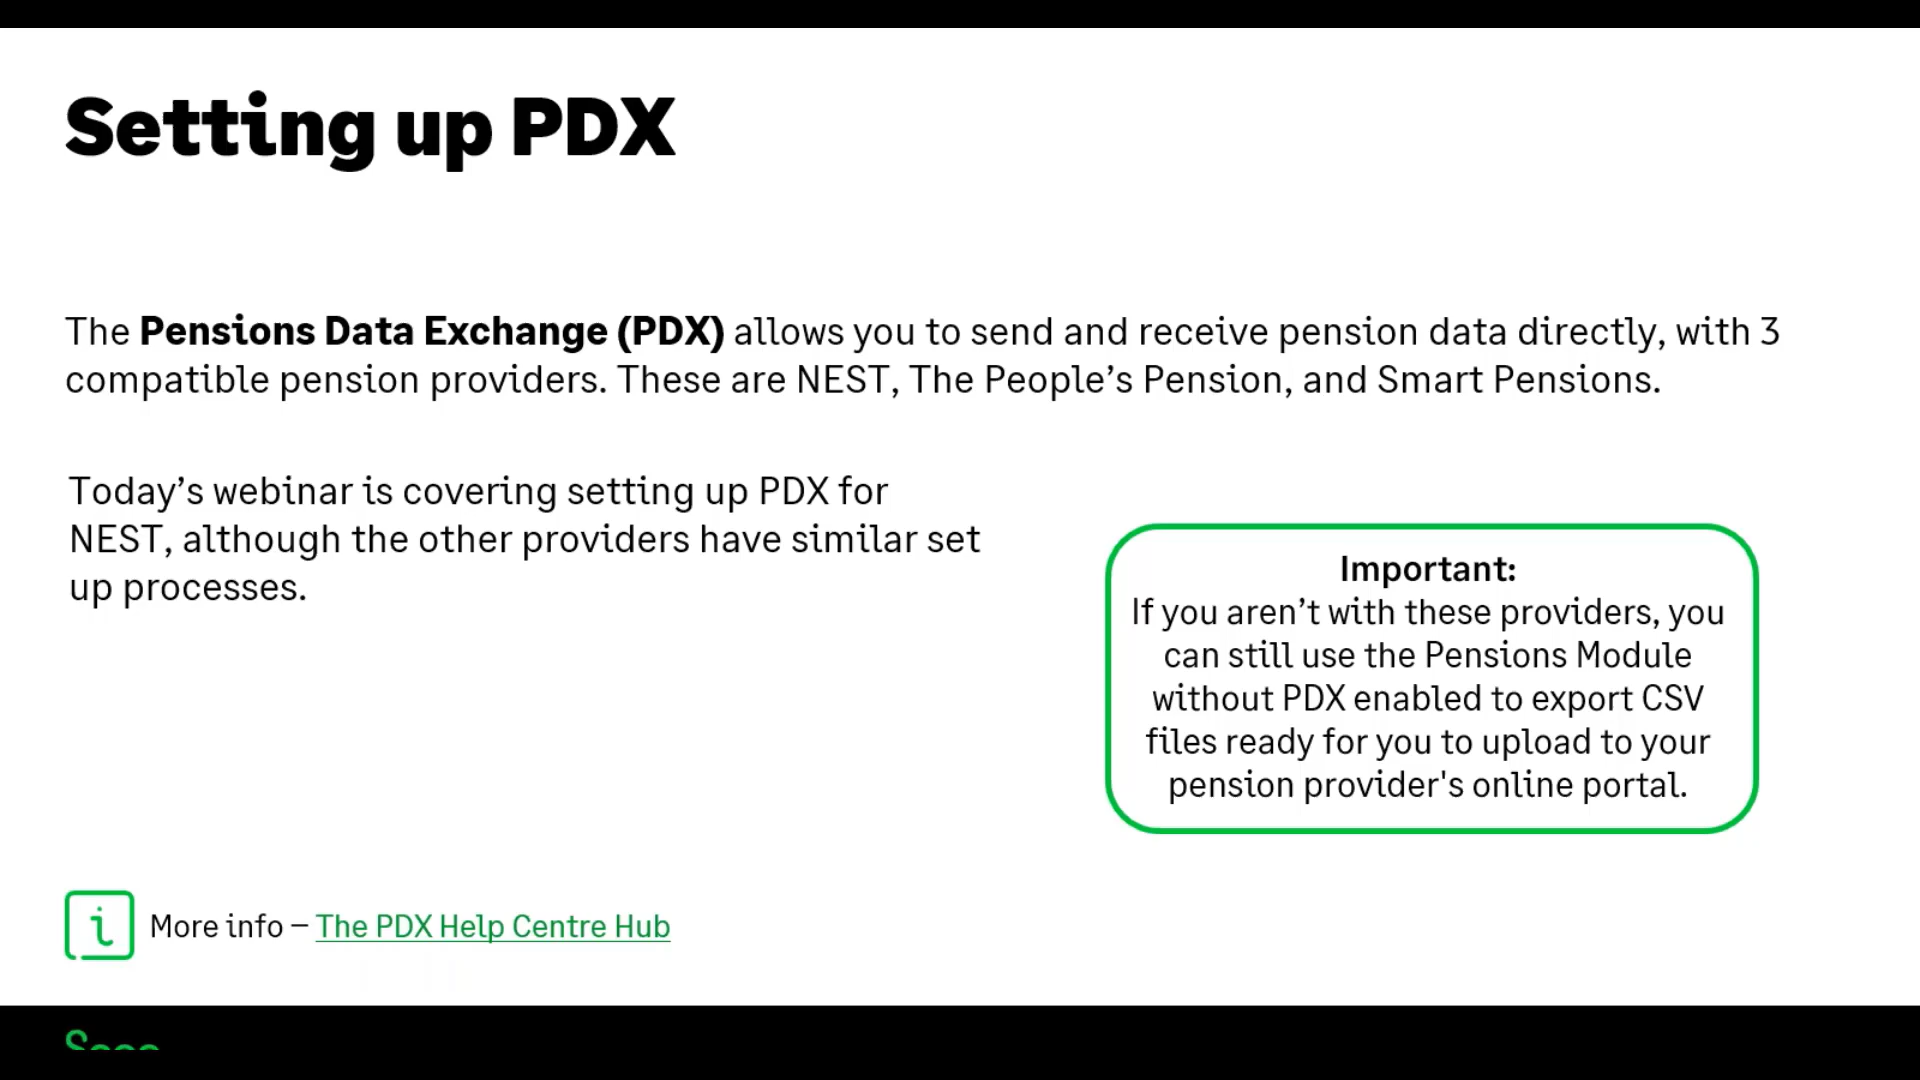 Setting up PDX
The Pensions Data Exchange (PDX) allows you to send and receive pension data directly, with 3
compatible pension providers. These are NEST, The People’s Pension, and Smart Pensions.
Today’s webinar is covering setting up PDX for
NEST, although the other providers have similar set
up processes.
Important:
If you aren’t with these providers, you
can still use the Pensions Module
without PDX enabled to export CSV
files ready for you to upload to your
pension provider's online portal.
More info – The PDX Help Centre Hub